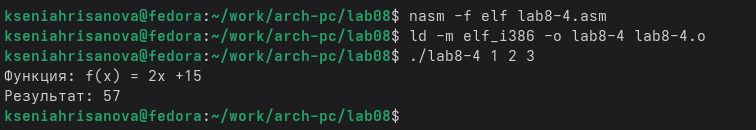 kseniahrisanova@fedora:~/work/arch-pc/lab08$ nasm -f elf lab8-4.asm
kseniahrisanova@fedora:~/work/arch-pc/lab08$ ld -m elf_i386 -o lab8-4 lab8-4.o
kseniahrisanova@fedora:~/work/arch-pc/lab08$ ./lab8-4 1 2 3
Функция: f(x) = 2x +15
Результат: 57
kseniahrisanova@fedora:~/work/arch-pc/lab08$